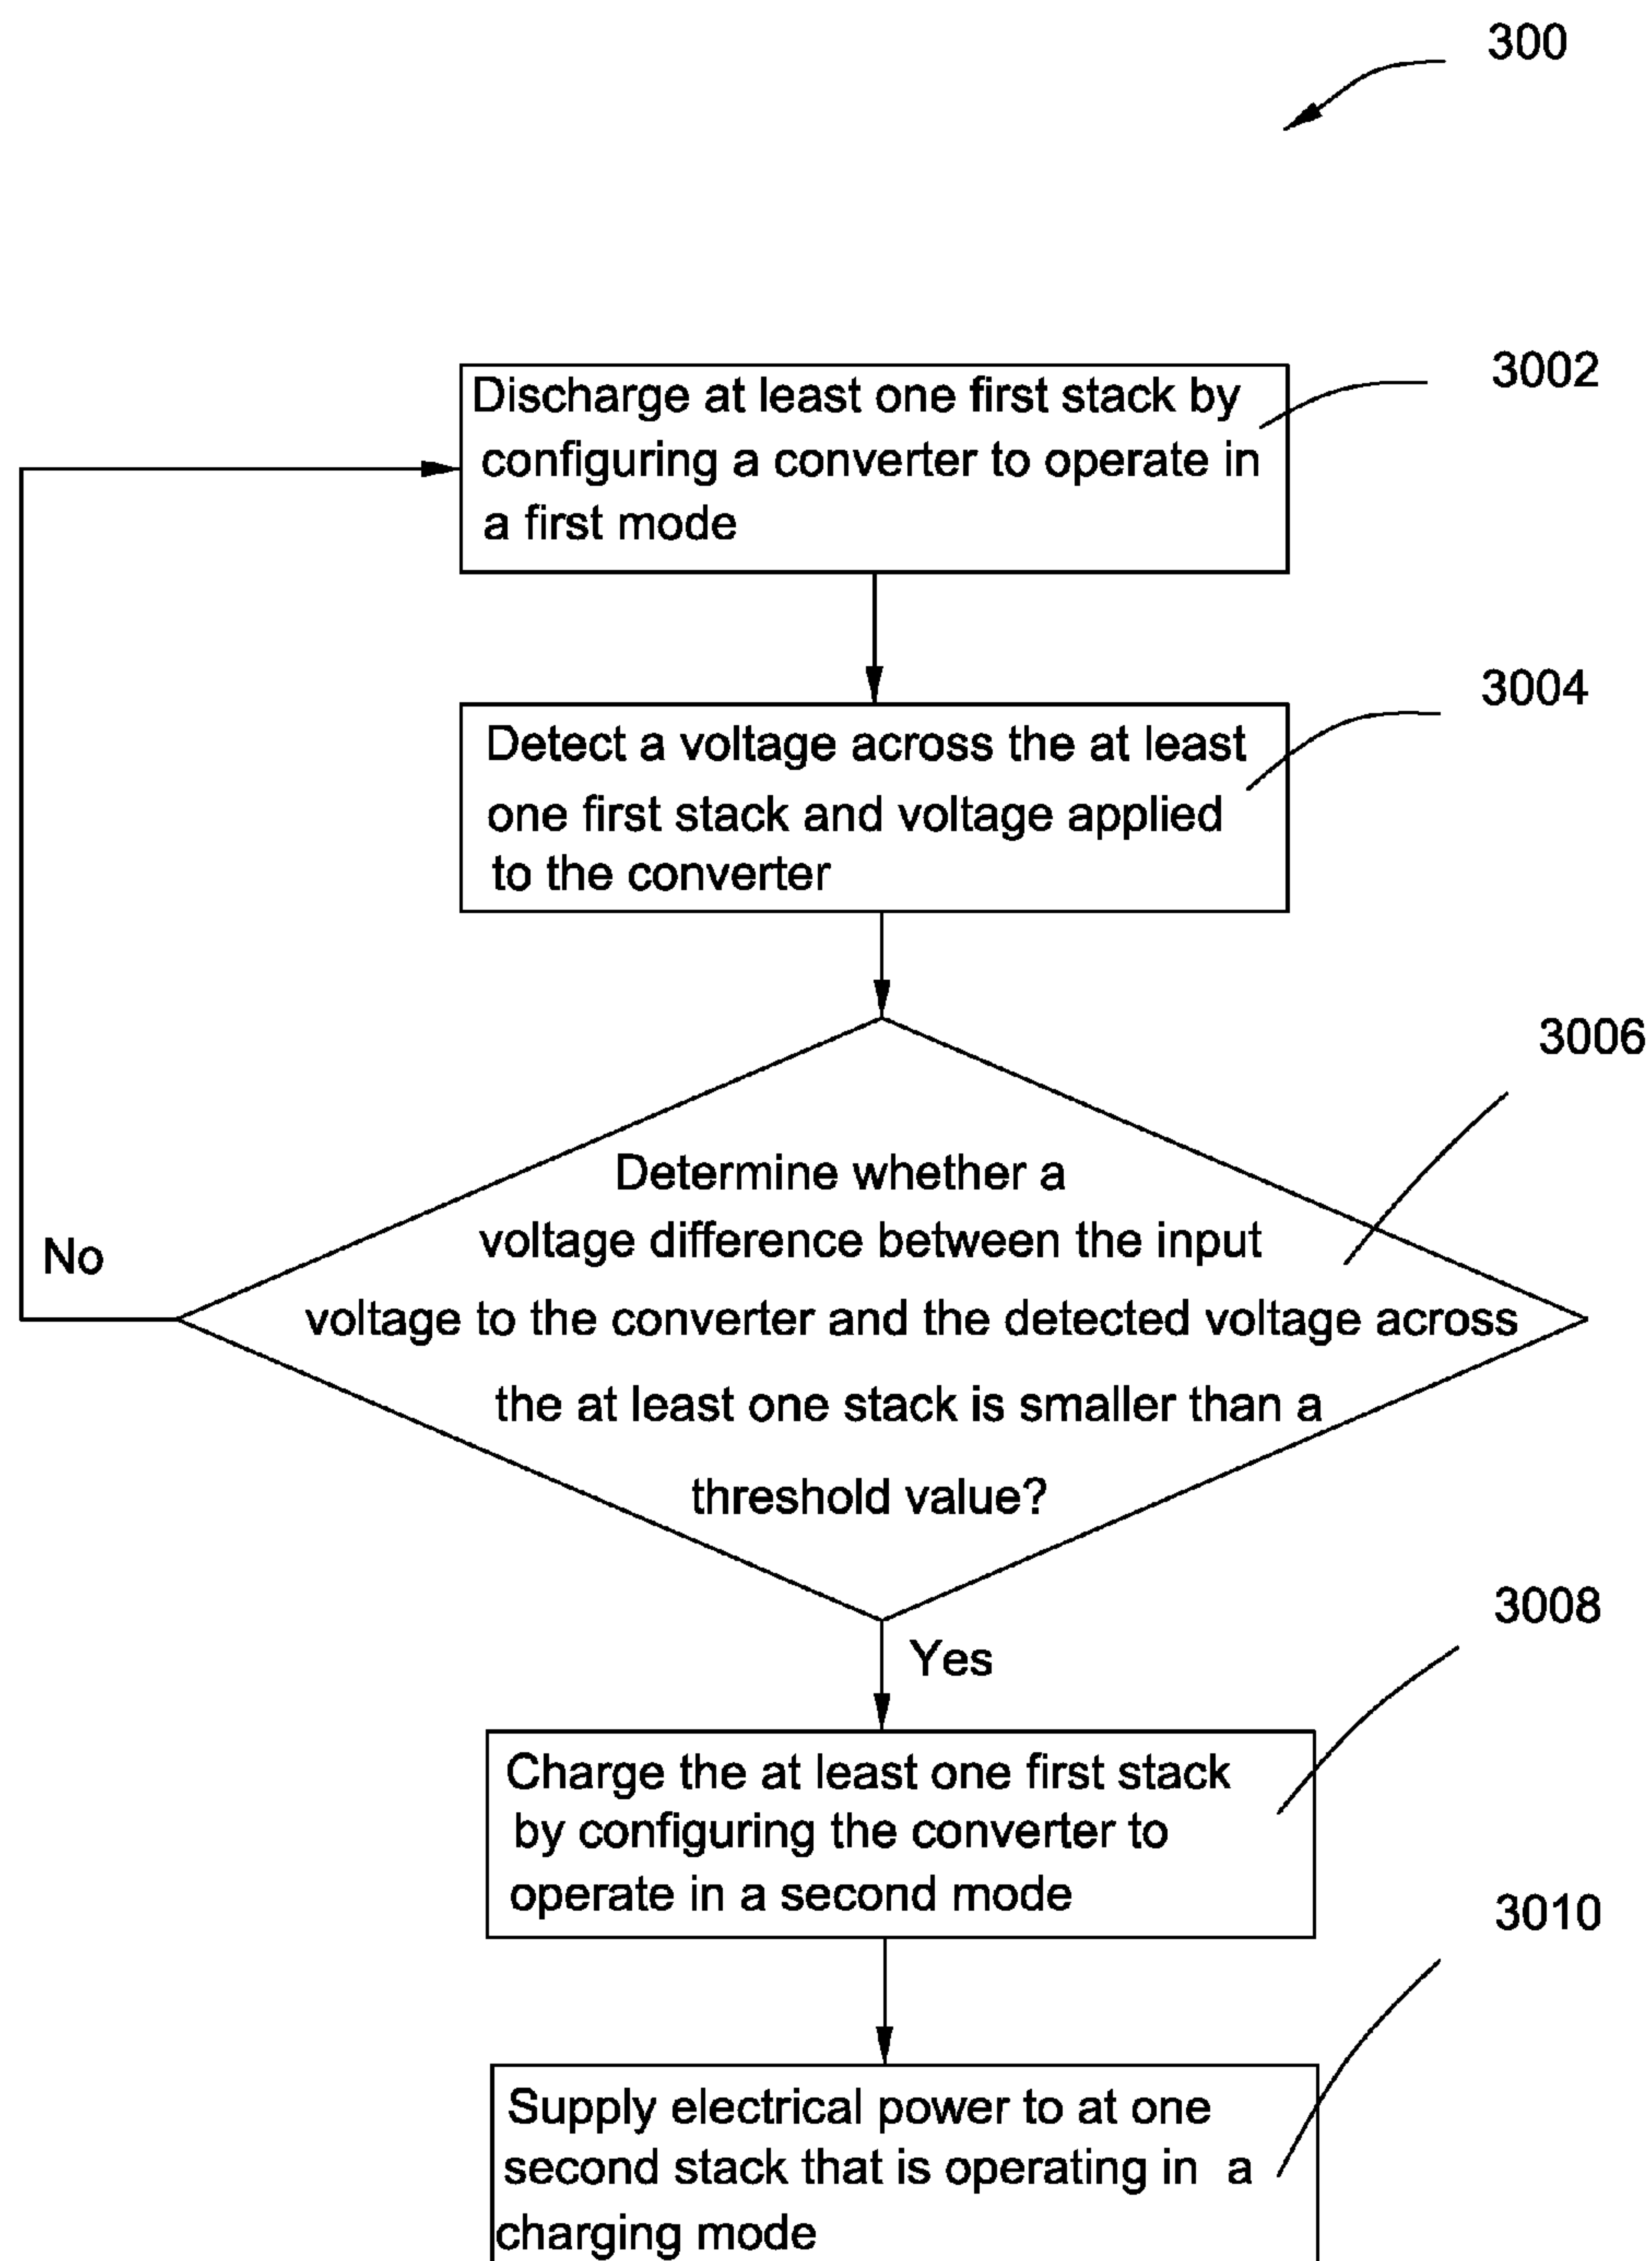 300
3002
Discharge at least one first stack by
configuring a converter to operate in
a first mode
3004
Detect a voltage across the at least
one first stack and voltage applied
to the converter
3006
Determine whether a
voltage difference between the input
voltage to the converter and the detected voltage across
the at least one stack is smaller than a
threshold value?
No
Yes
3008
Charge the at least one first stack
by configuring the converter to
operate in a second mode
3010
Supply electrical power to at one
second stack that is operating in a
charging mode